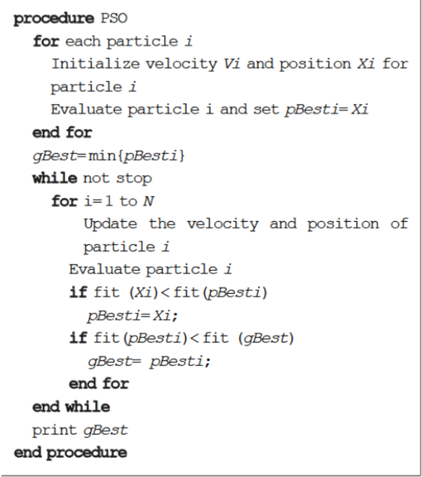 procedure PSO
for each particle i
Initialize velocity Vi and position Xi for
particle i
Evaluate particle i and set pBesti=Xi
end for
gBest=min{pBesti}
while not stop
for i=1 to N
Update the velocity and position of
particle i
Evaluate particle i
if fit (Xi)<fit(pBesti)
pBesti=Xi;
if fit(pBesti)<fit (gBest)
gBest= pBesti;
end for
end while
print gBest
end procedure